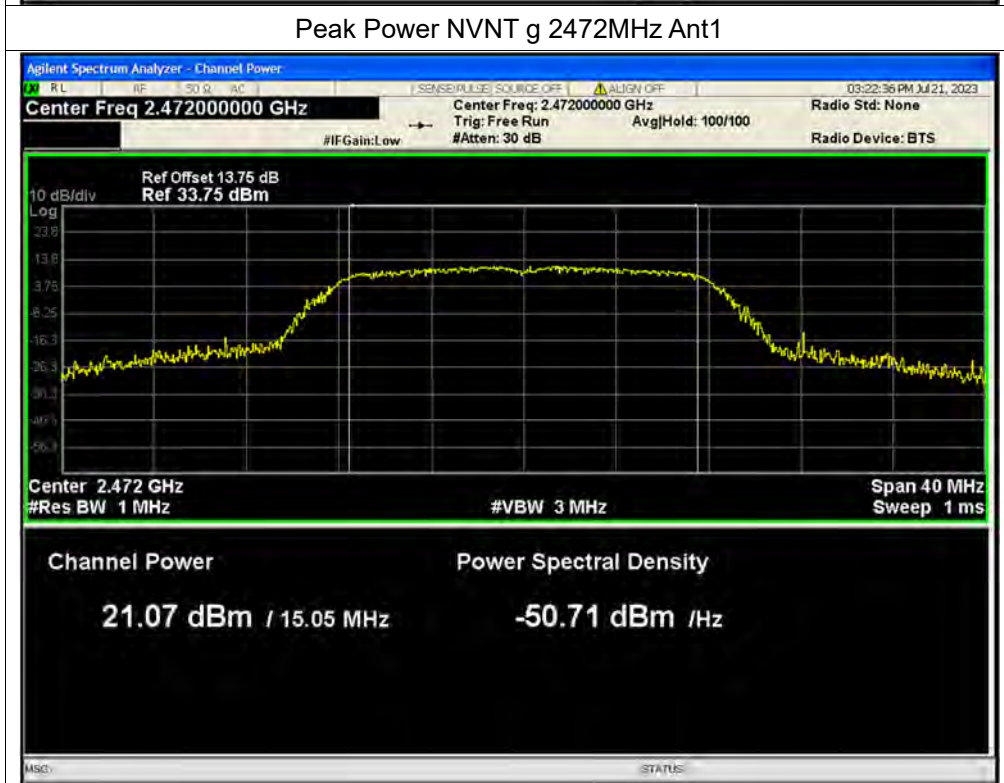 Peak Power NVNT g 2472MHz Ant1
Agilent Spectrum Analyzer - Channel Power
RL RF 50 Ω AC SENSE:PULSE SOURCE OFF ALIGN OFF 03:22:36 PM Jul 21, 2023
Center Freq 2.472000000 GHz Center Freq: 2.472000000 GHz Radio Std: None
Trig: Free Run Avg|Hold: 100/100
#IFGain:Low #Atten: 30 dB Radio Device: BTS
Ref Offset 13.75 dB
10 dB/div Ref 33.75 dBm
Log
23.8
13.8
3.75
-6.25
-16.3
-26.3
-36.3
-46.3
-56.3
Center 2.472 GHz Span 40 MHz
#Res BW 1 MHz #VBW 3 MHz Sweep 1 ms
Channel Power Power Spectral Density
21.07 dBm / 15.05 MHz -50.71 dBm /Hz
MSG STATUS